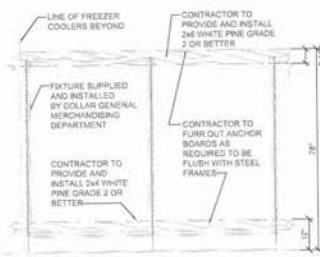 LINE OF FREEZER
COOLERS BEYOND
CONTRACTOR TO
PROVIDE AND INSTALL
2x6 WHITE PINE GRADE
2 OR BETTER
FIXTURE SUPPLIED
AND INSTALLED
BY DOLLAR GENERAL
MERCHANDISING
DEPARTMENT
CONTRACTOR TO
FURR OUT ANCHOR
BOARDS AS
REQUIRED TO BE
FLUSH WITH STEEL
FRAMES
CONTRACTOR TO
PROVIDE AND
INSTALL 2x4 WHITE
PINE GRADE 2 OR
BETTER
78"
12"